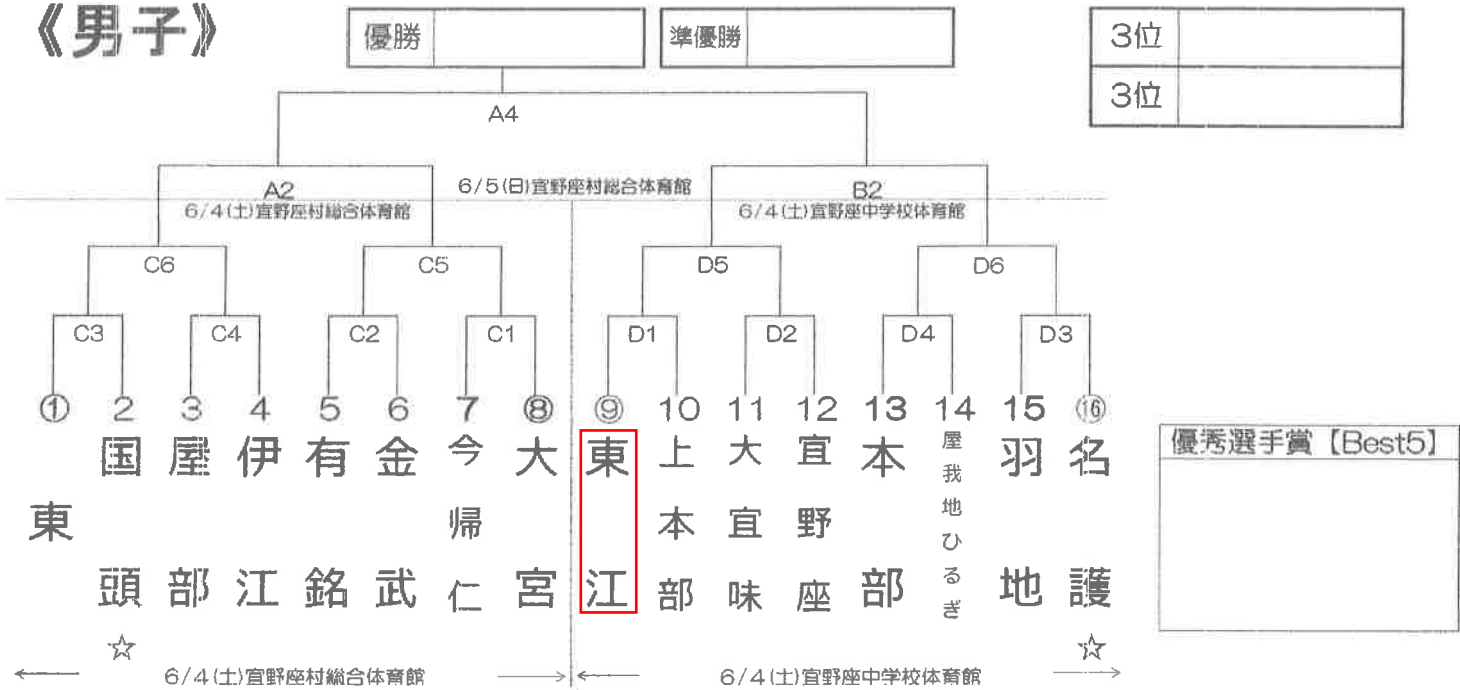 《男子》
優勝
準優勝
3位
3位
A4
6/5(日)宜野座村総合体育館
A2
B2
6/4(土)宜野座村総合体育館
6/4(土)宜野座中学校体育館
C6
C5
D5
D6
C3
C4
C2
C1
D1
D2
D4
D3
① 東
2 国頭 ☆
3 屋部
4 伊江
5 有銘
6 金武
7 今帰仁
⑧ 大宮
⑨ 東江
10 上本部
11 大宜味
12 宜野座
13 本部
14 屋我地ひるぎ
15 羽地
⑯ 名護 ☆
優秀選手賞【Best5】
6/4(土)宜野座村総合体育館
6/4(土)宜野座中学校体育館